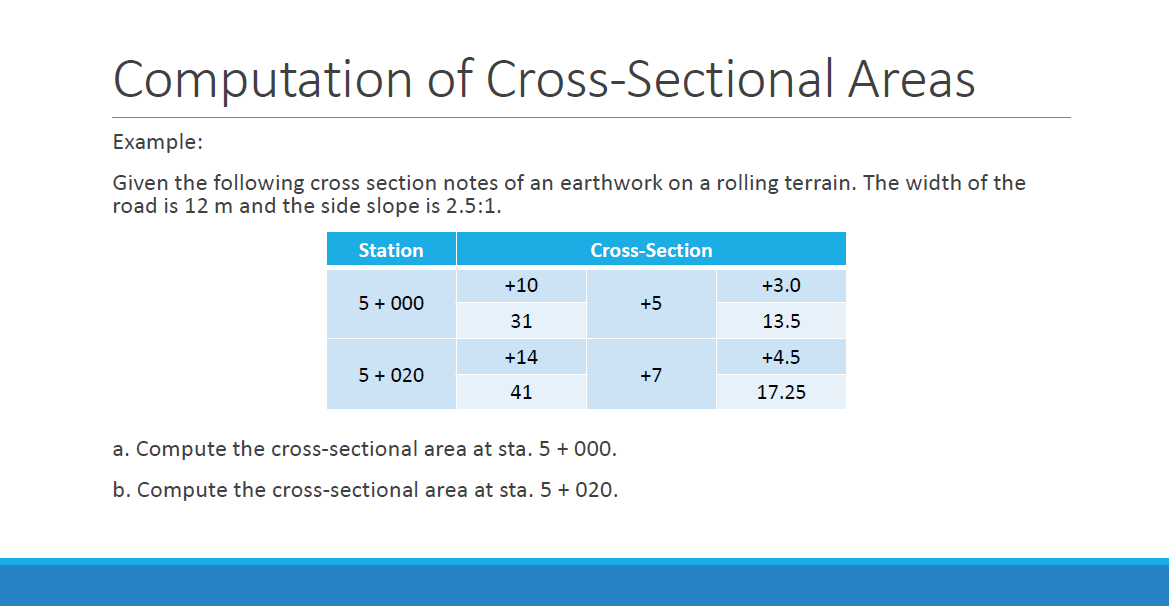 Computation of Cross-Sectional Areas
Example:
Given the following cross section notes of an earthwork on a rolling terrain. The width of the
road is 12 m and the side slope is 2.5:1.
Station Cross-Section
5 + 000 +10 +5 +3.0
31 13.5
5 + 020 +14 +7 +4.5
41 17.25
a. Compute the cross-sectional area at sta. 5 + 000.
b. Compute the cross-sectional area at sta. 5 + 020.